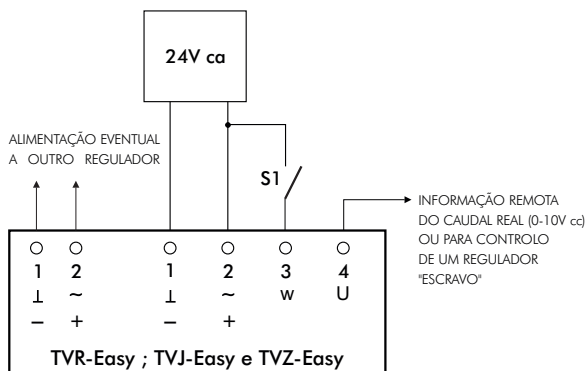 24V ca
ALIMENTAÇÃO EVENTUAL
A OUTRO REGULADOR
S1
INFORMAÇÃO REMOTA
DO CAUDAL REAL (0-10V cc)
OU PARA CONTROLO
DE UM REGULADOR
"ESCRAVO"
1 2 1 2 3 4
⊥ ~ ⊥ ~ w U
– + – +
TVR-Easy ; TVJ-Easy e TVZ-Easy